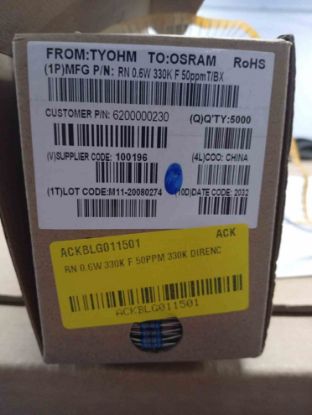 FROM:TYOHM TO:OSRAM RoHS
(1P)MFG P/N: RN 0.6W 330K F 50ppmT/BX
CUSTOMER P/N: 6200000230 (Q)Q'TY:5000
(V)SUPPLIER CODE: 100196 (4L)COO: CHINA
(1T)LOT CODE:M11-20080274 (10D)DATE CODE: 2032
ACKBLG011501 ACK
RN 0.6W 330K F 50PPM 330K DIRENC
ACKBLG011501